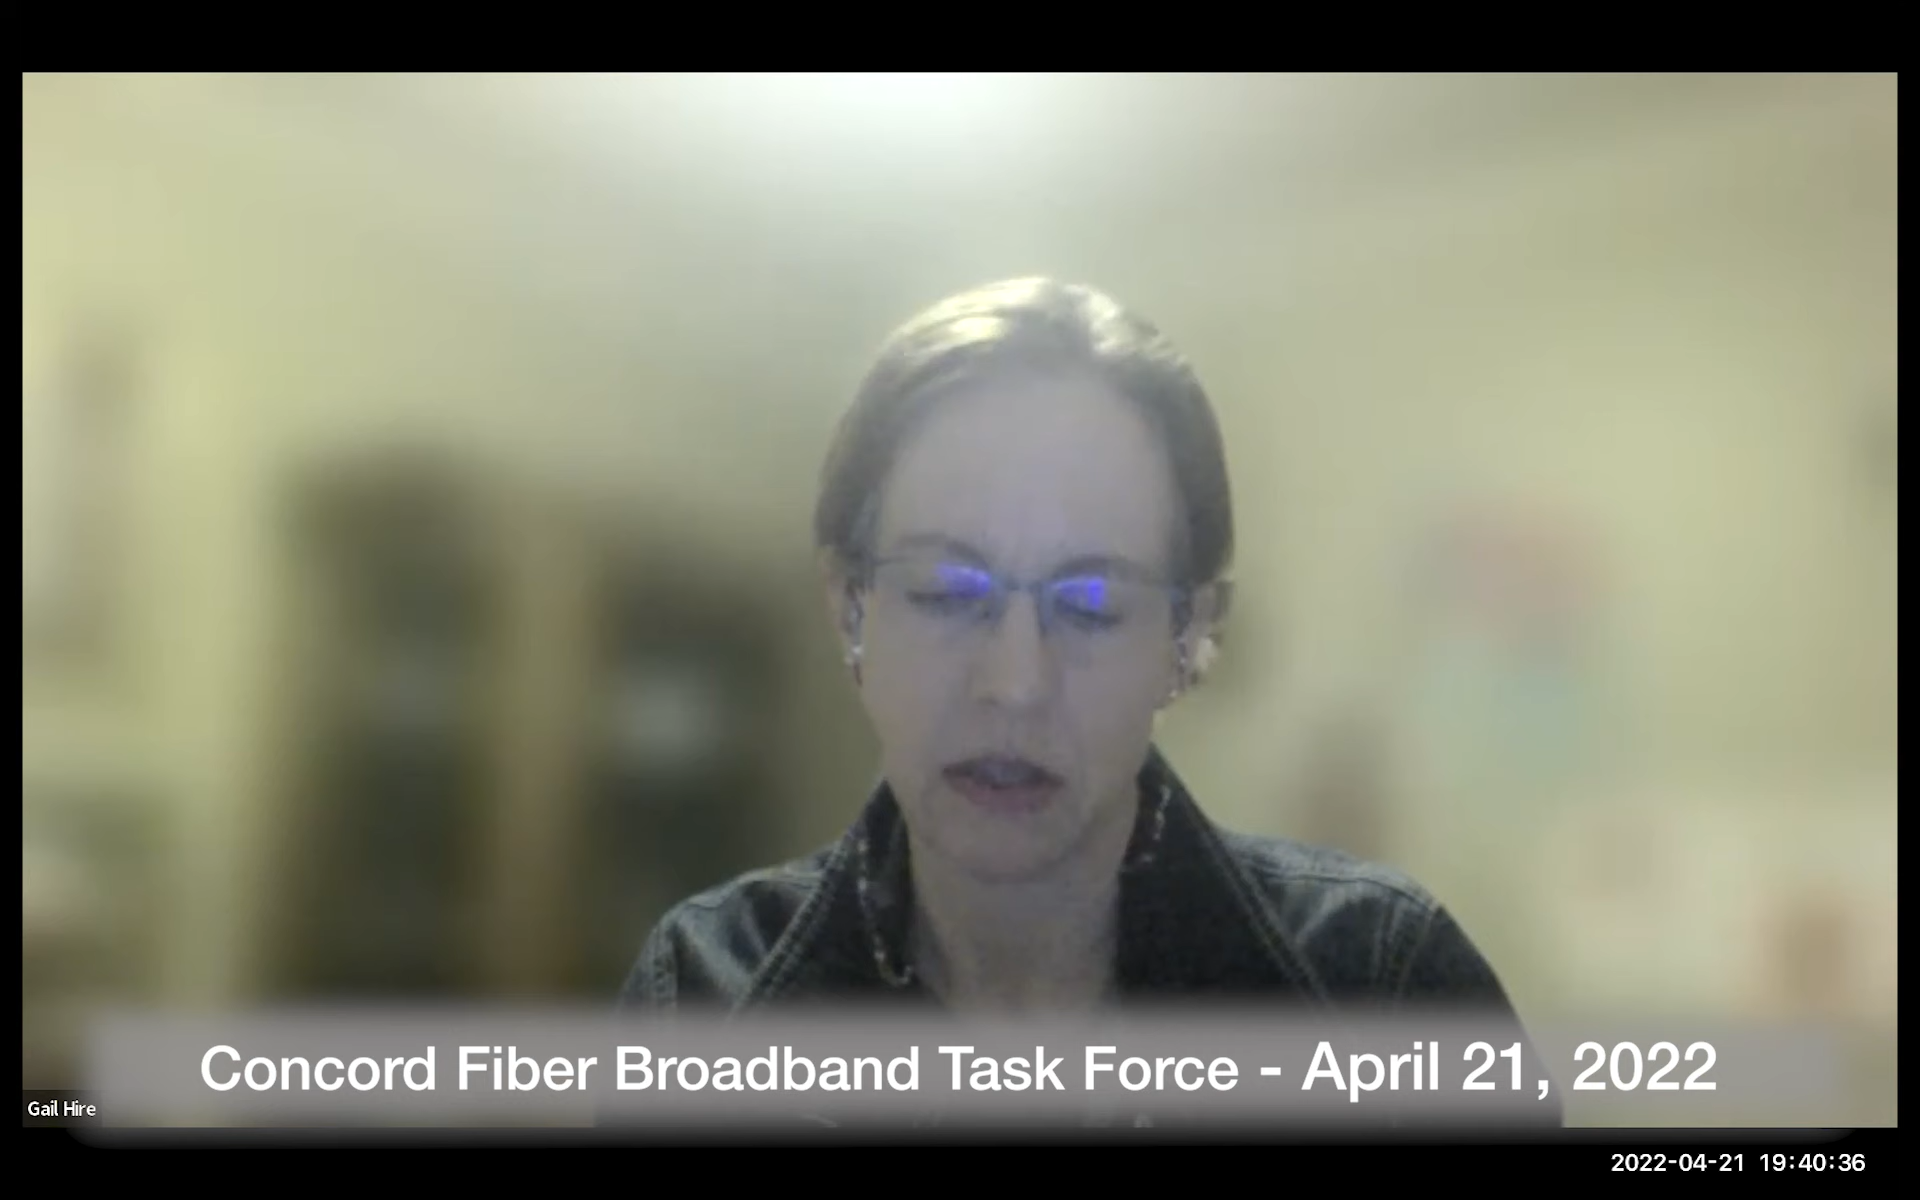 Concord Fiber Broadband Task Force - April 21, 2022
Gail Hire
2022-04-21 19:40:36